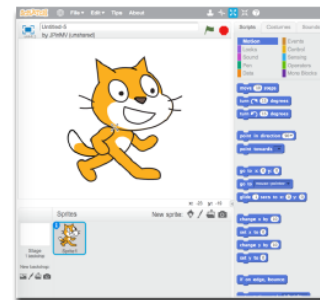 SCRATCH File Edit Tips About
Untitled-5
by JPIMMV (unshared)
Scripts Costumes Sounds
Motion Events
Looks Control
Sound Sensing
Pen Operators
Data More Blocks
move 10 steps
turn 15 degrees
turn 15 degrees
point in direction 90
point towards
go to x: 0 y: 0
go to mouse-pointer
glide 1 secs to x: 0 y: 0
change x by 10
set x to 0
change y by 10
set y to 0
if on edge, bounce
Sprites New sprite:
Stage
1 backdrop
Sprite1
New backdrop: